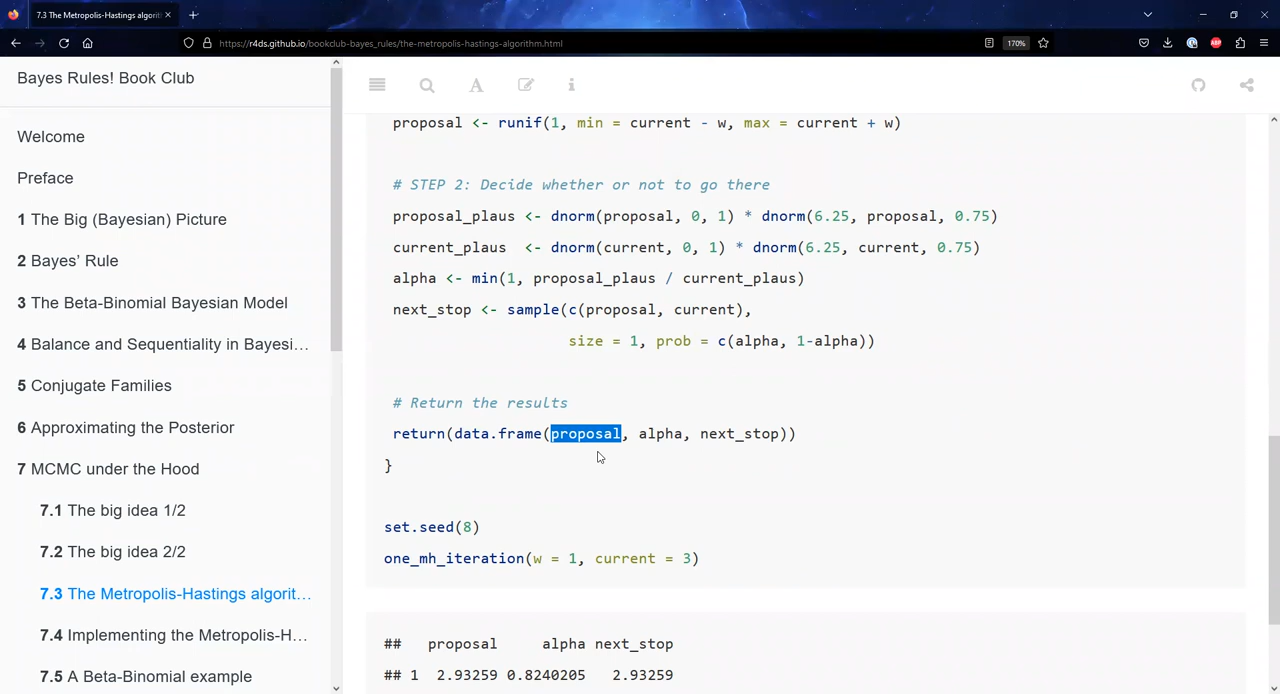 7.3 The Metropolis-Hastings algorit
https://r4ds.github.io/bookclub-bayes_rules/the-metropolis-hastings-algorithm.html
170%
ABP
Bayes Rules! Book Club
Welcome
Preface
1 The Big (Bayesian) Picture
2 Bayes’ Rule
3 The Beta-Binomial Bayesian Model
4 Balance and Sequentiality in Bayesi…
5 Conjugate Families
6 Approximating the Posterior
7 MCMC under the Hood
7.1 The big idea 1/2
7.2 The big idea 2/2
7.3 The Metropolis-Hastings algorit…
7.4 Implementing the Metropolis-H…
7.5 A Beta-Binomial example
proposal <- runif(1, min = current - w, max = current + w)
# STEP 2: Decide whether or not to go there
proposal_plaus <- dnorm(proposal, 0, 1) * dnorm(6.25, proposal, 0.75)
current_plaus  <- dnorm(current, 0, 1) * dnorm(6.25, current, 0.75)
alpha <- min(1, proposal_plaus / current_plaus)
next_stop <- sample(c(proposal, current),
size = 1, prob = c(alpha, 1-alpha))
# Return the results
return(data.frame(proposal, alpha, next_stop))
}
set.seed(8)
one_mh_iteration(w = 1, current = 3)
##   proposal     alpha next_stop
## 1  2.93259 0.8240205   2.93259